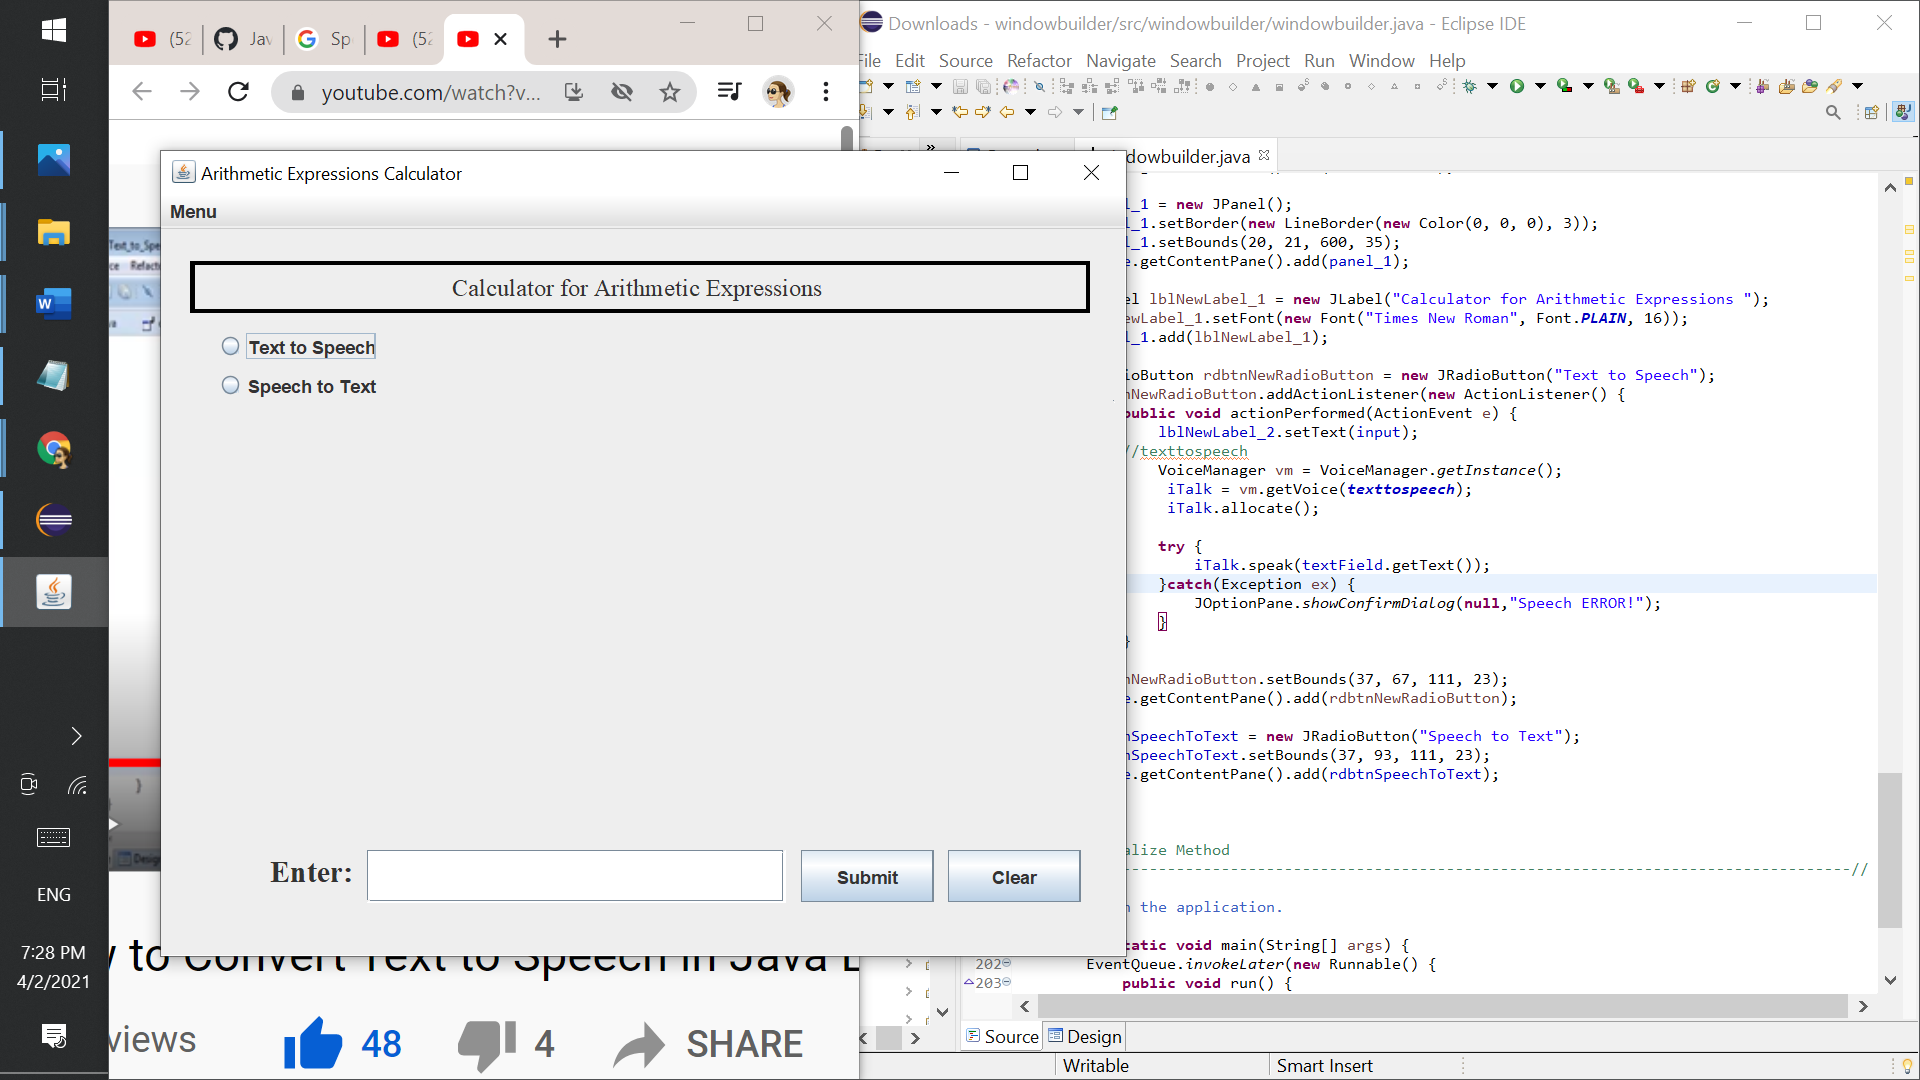 (52
Jav
Sp
(52
youtube.com/watch?v...
Downloads - windowbuilder/src/windowbuilder/windowbuilder.java - Eclipse IDE
File Edit Source Refactor Navigate Search Project Run Window Help
dowbuilder.java
Arithmetic Expressions Calculator
Menu
Calculator for Arithmetic Expressions
Text to Speech
Speech to Text
Enter:
Submit
Clear
Text_to_Spe
ce Refact
l_1 = new JPanel();
l_1.setBorder(new LineBorder(new Color(0, 0, 0), 3));
l_1.setBounds(20, 21, 600, 35);
e.getContentPane().add(panel_1);
el lblNewLabel_1 = new JLabel("Calculator for Arithmetic Expressions ");
ewLabel_1.setFont(new Font("Times New Roman", Font.PLAIN, 16));
l_1.add(lblNewLabel_1);
ioButton rdbtnNewRadioButton = new JRadioButton("Text to Speech");
nNewRadioButton.addActionListener(new ActionListener() {
public void actionPerformed(ActionEvent e) {
lblNewLabel_2.setText(input);
//texttospeech
VoiceManager vm = VoiceManager.getInstance();
iTalk = vm.getVoice(texttospeech);
iTalk.allocate();
try {
iTalk.speak(textField.getText());
}catch(Exception ex) {
JOptionPane.showConfirmDialog(null,"Speech ERROR!");
}
}
nNewRadioButton.setBounds(37, 67, 111, 23);
e.getContentPane().add(rdbtnNewRadioButton);
nSpeechToText = new JRadioButton("Speech to Text");
nSpeechToText.setBounds(37, 93, 111, 23);
e.getContentPane().add(rdbtnSpeechToText);
alize Method
--------------------------------------------------------------------------------//
n the application.
tatic void main(String[] args) {
202 EventQueue.invokeLater(new Runnable() {
203 public void run() {
Source Design
Writable Smart Insert
}
Design
to Convert Text to Speech in Java
views
48
4
SHARE
ENG
7:28 PM
4/2/2021